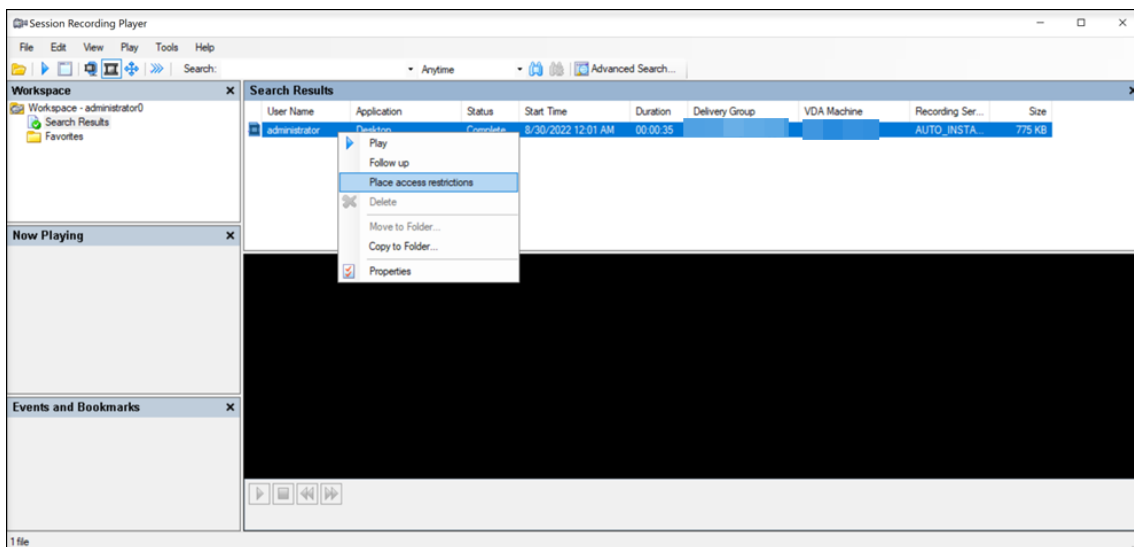 Session Recording Player
File Edit View Play Tools Help
Search: Anytime Advanced Search...
Workspace
Workspace - administrator0
Search Results
Favorites
Now Playing
Events and Bookmarks
Search Results
User Name Application Status Start Time Duration Delivery Group VDA Machine Recording Ser... Size
administrator Desktop Complete 8/30/2022 12:01 AM 00:00:35 AUTO_INSTA... 775 KB
Play
Follow up
Place access restrictions
Delete
Move to Folder...
Copy to Folder...
Properties
1 file